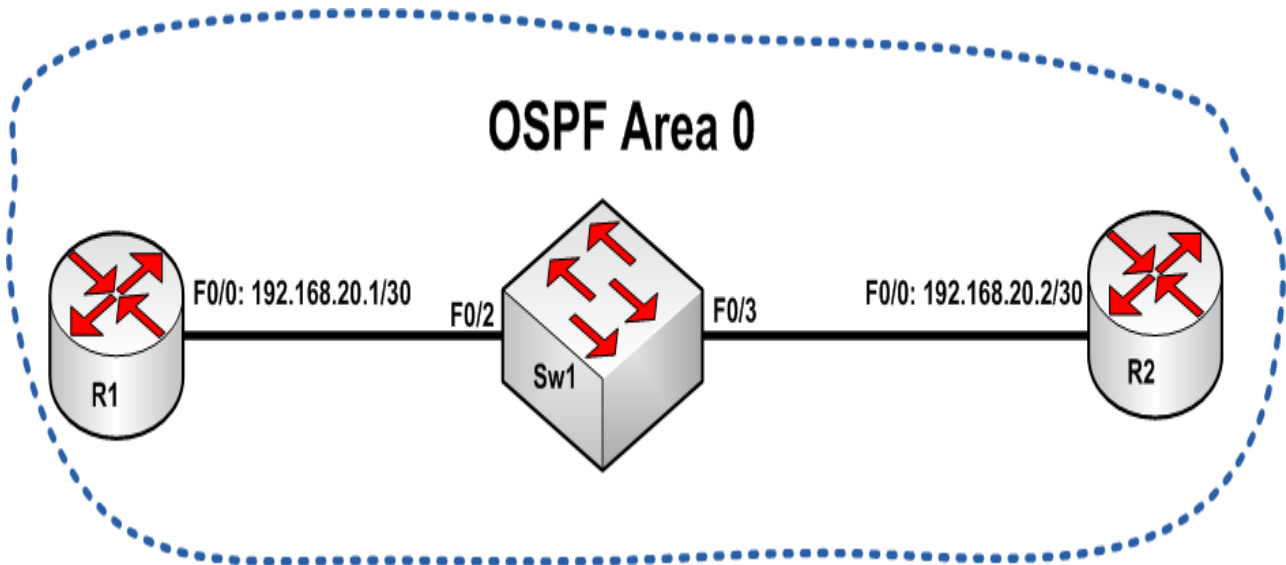 OSPF Area 0
F0/0: 192.168.20.1/30
F0/2
F0/3
F0/0: 192.168.20.2/30
R1
Sw1
R2